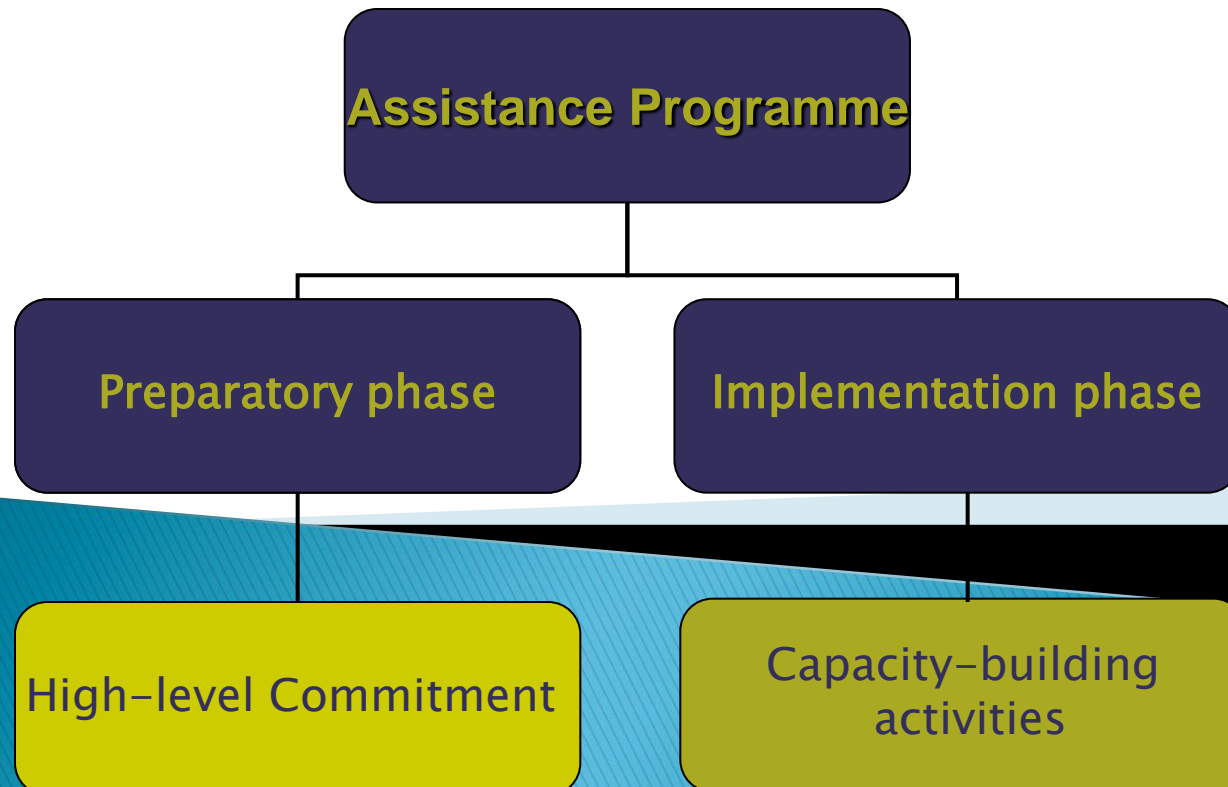 Assistance Programme
Preparatory phase
Implementation phase
High-level Commitment
Capacity-building
activities